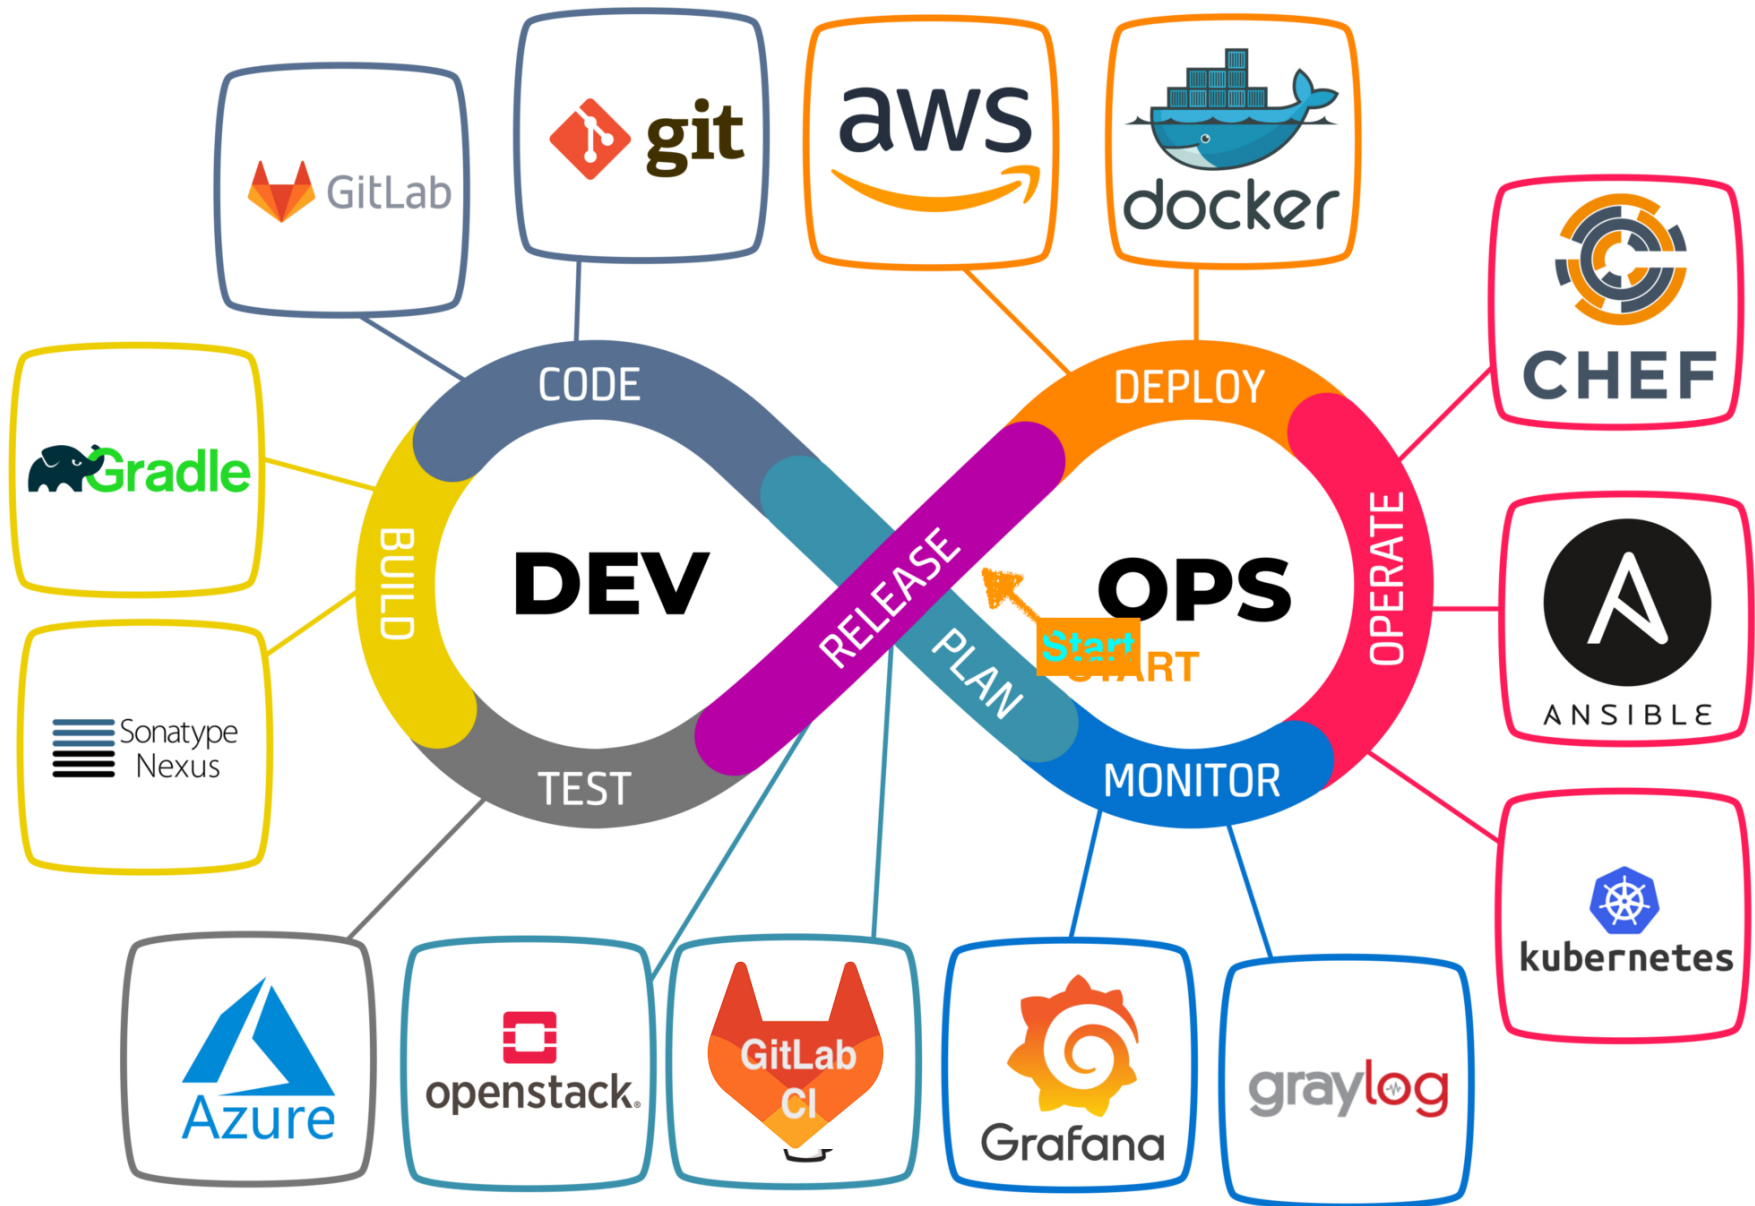 GitLab
git
aws
docker
CHEF
CODE
DEPLOY
Gradle
BUILD
DEV
RELEASE
OPS
OPERATE
Start
START
PLAN
ANSIBLE
Sonatype
Nexus
TEST
MONITOR
kubernetes
Azure
openstack
GitLab
CI
Grafana
graylog